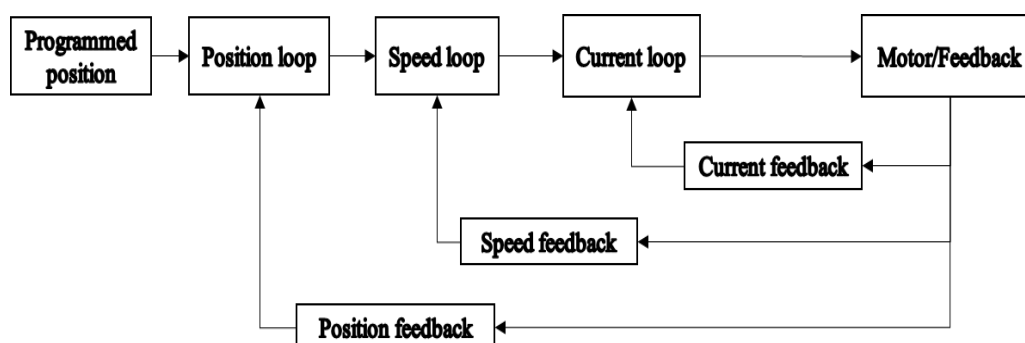 Programmed
position
Position loop
Speed loop
Current loop
Motor/Feedback
Current feedback
Speed feedback
Position feedback